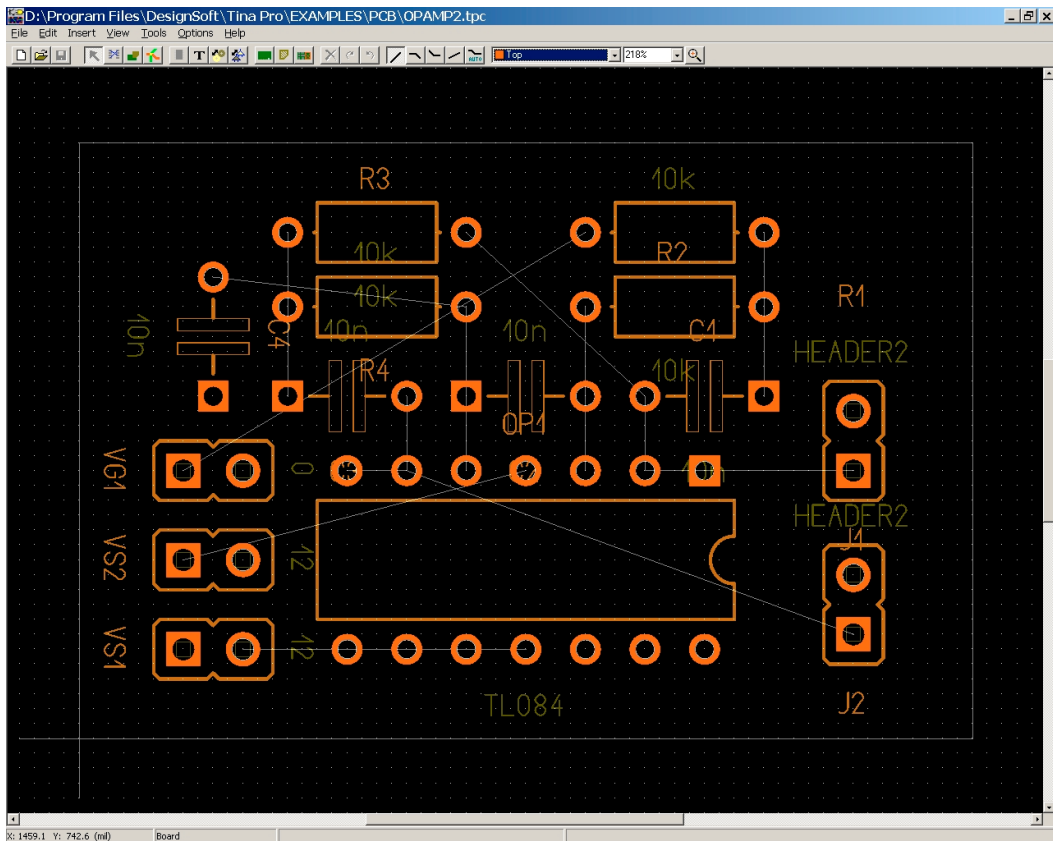 D:\Program Files\DesignSoft\Tina Pro\EXAMPLES\PCB\OPAMP2.tpc
File Edit Insert View Tools Options Help
T AUTO Top 218%
R3 10k
10k R2
10k R1
10n C4 10n 10n C1 HEADER2
R4 10k
OP1
VG1 0 10n
HEADER2
VS2 12 J1
VS1 12
TL084 J2
X: 1459.1 Y: 742.6 (mil) Board